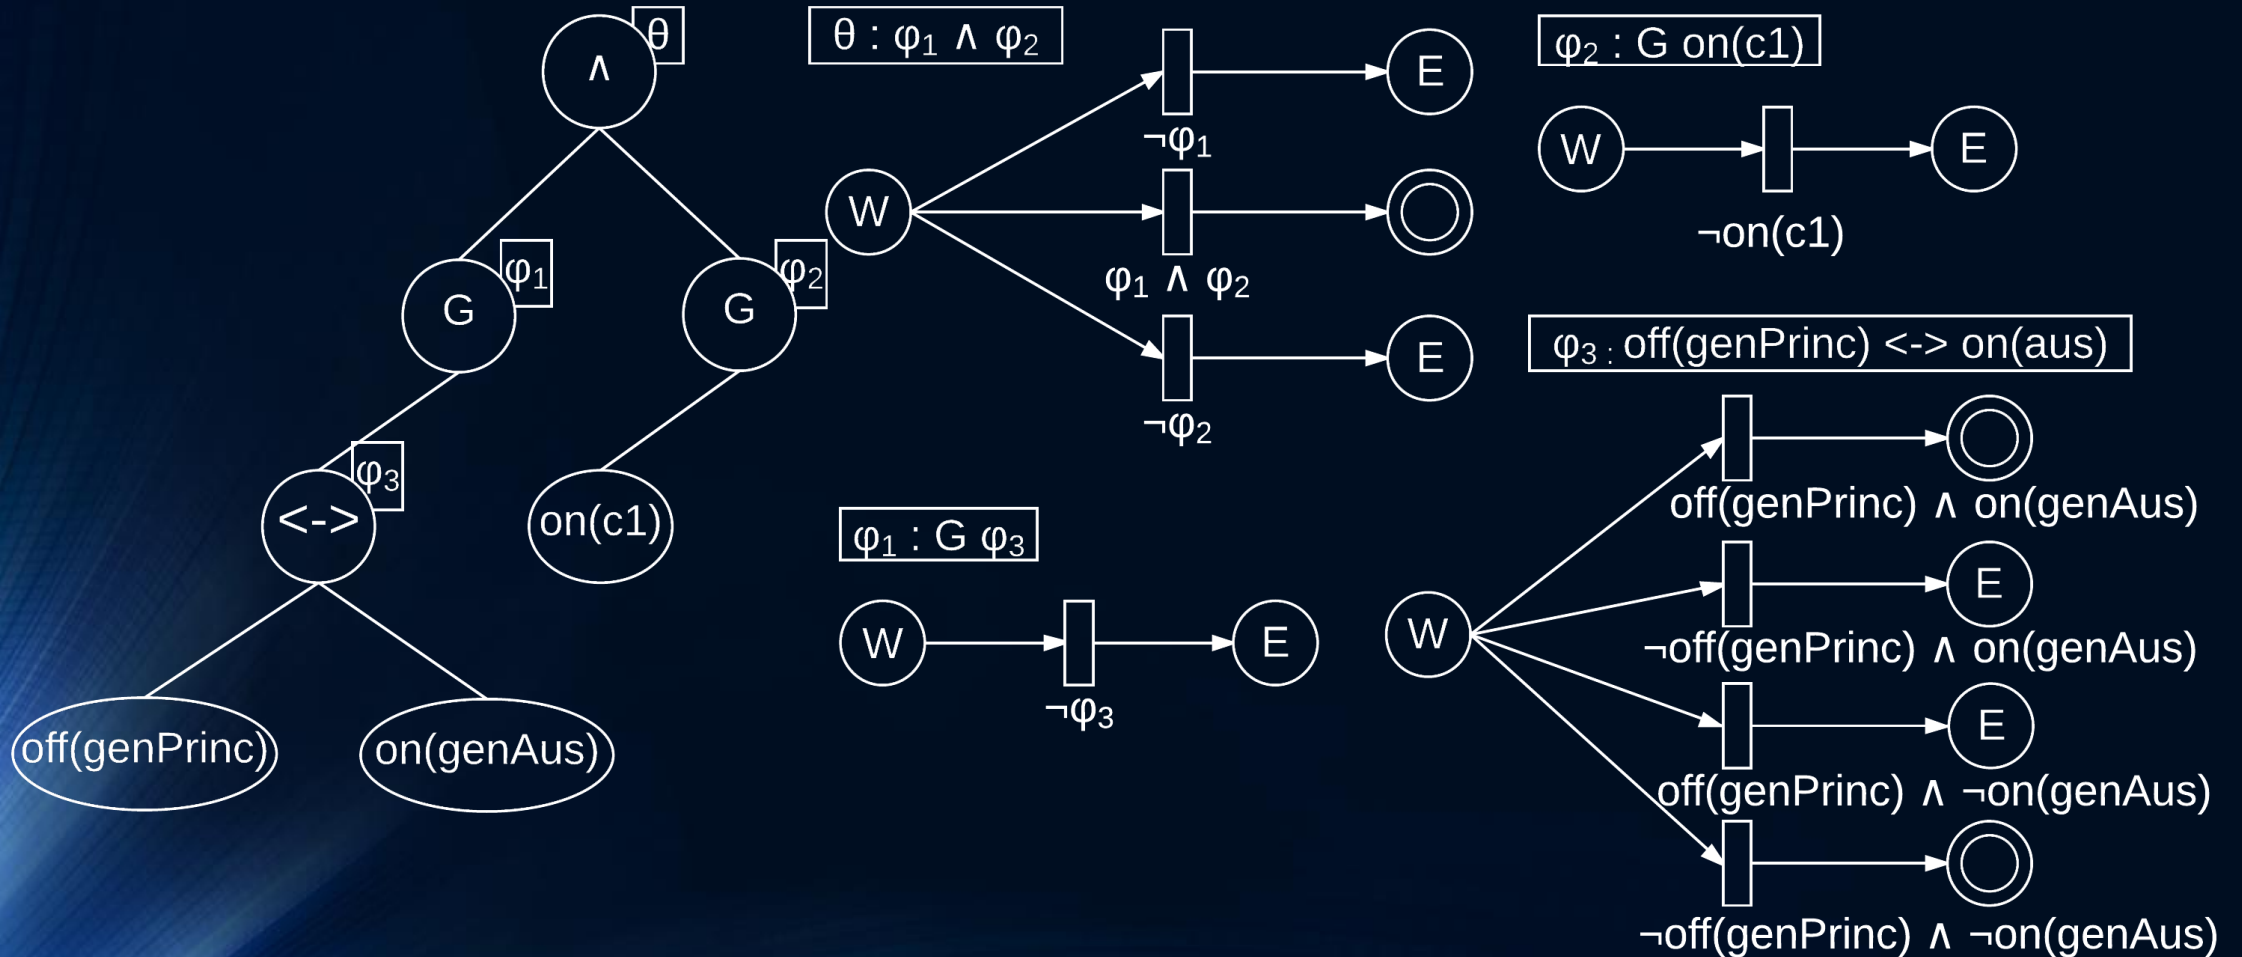 ∧
θ
G
φ1
G
φ2
<->
φ3
on(c1)
off(genPrinc)
on(genAus)
θ : φ1 ∧ φ2
W
E
¬φ1
φ1 ∧ φ2
E
¬φ2
φ2 : G on(c1)
W
E
¬on(c1)
φ1 : G φ3
W
E
¬φ3
φ3 : off(genPrinc) <-> on(aus)
W
off(genPrinc) ∧ on(genAus)
E
¬off(genPrinc) ∧ on(genAus)
E
off(genPrinc) ∧ ¬on(genAus)
¬off(genPrinc) ∧ ¬on(genAus)